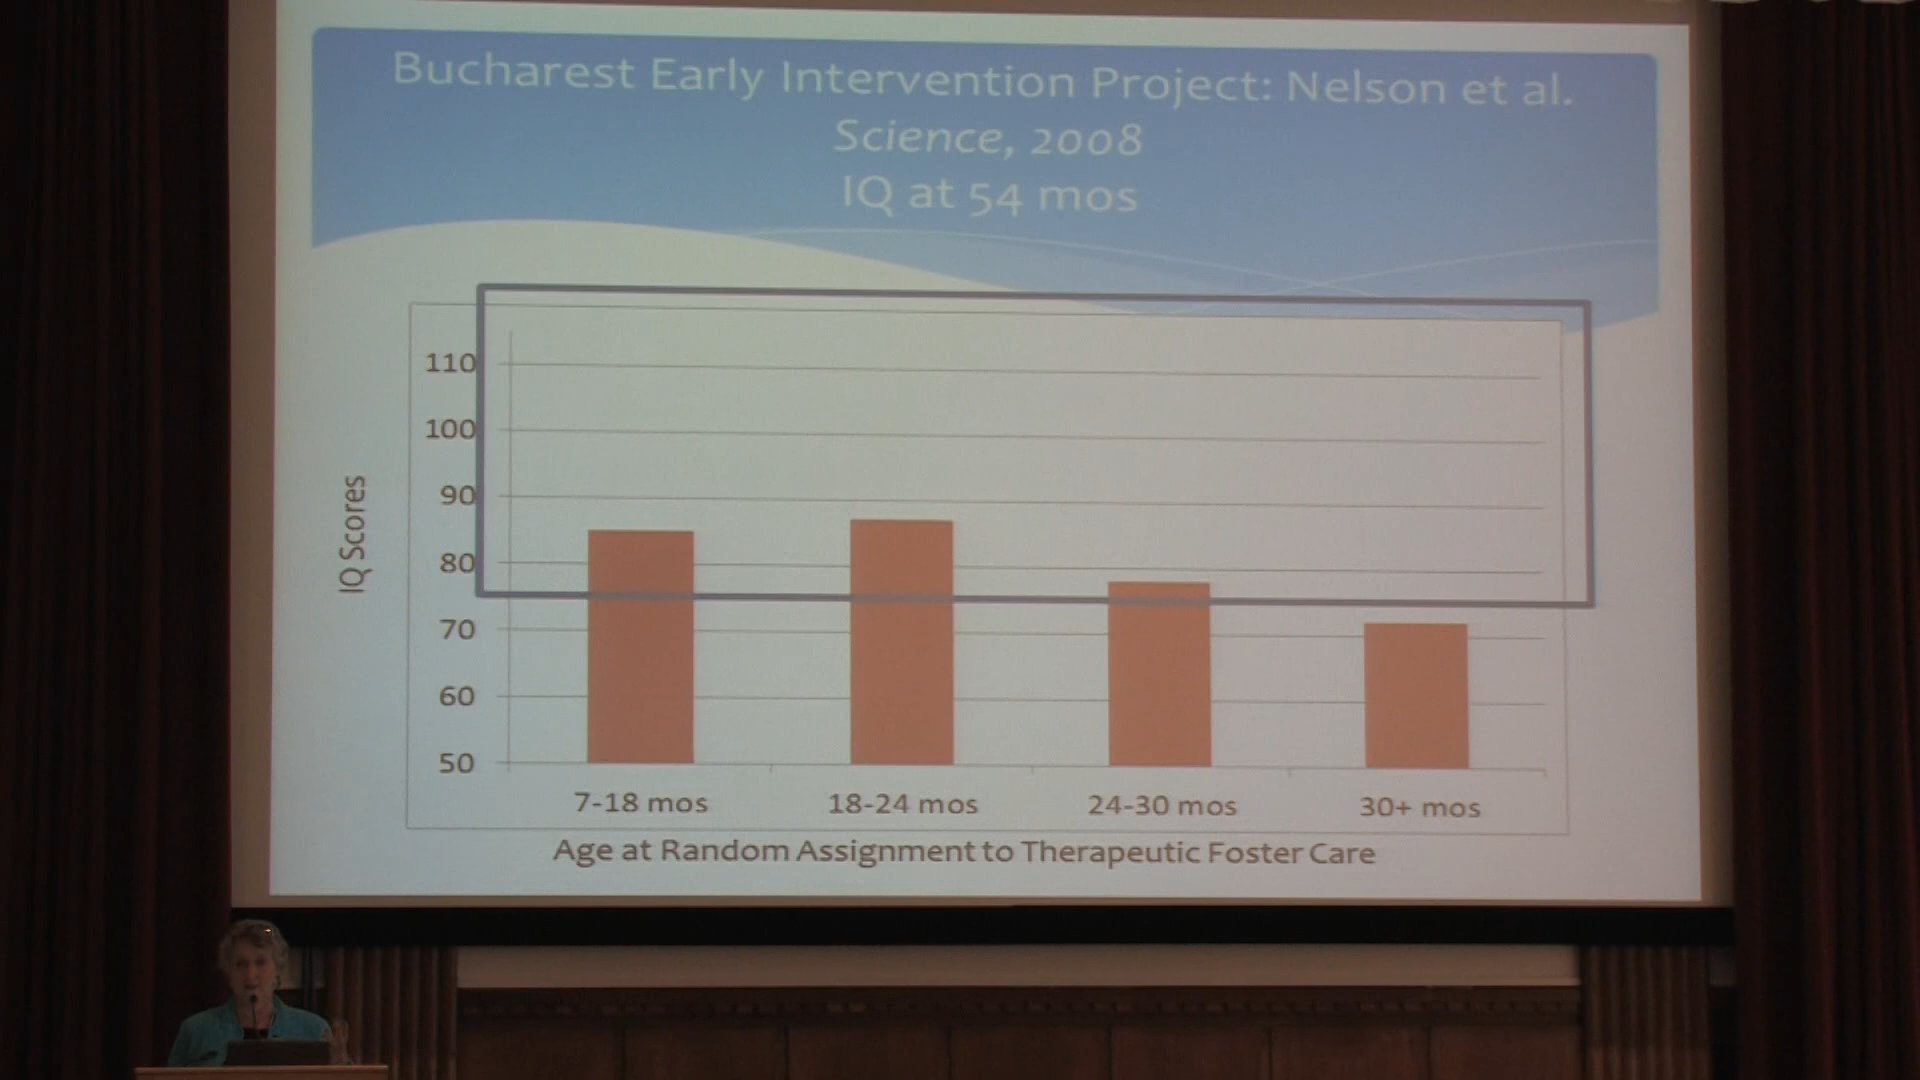 Bucharest Early Intervention Project: Nelson et al.
Science, 2008
IQ at 54 mos
110
100
90
80
70
60
50
IQ Scores
7-18 mos 18-24 mos 24-30 mos 30+ mos
Age at Random Assignment to Therapeutic Foster Care